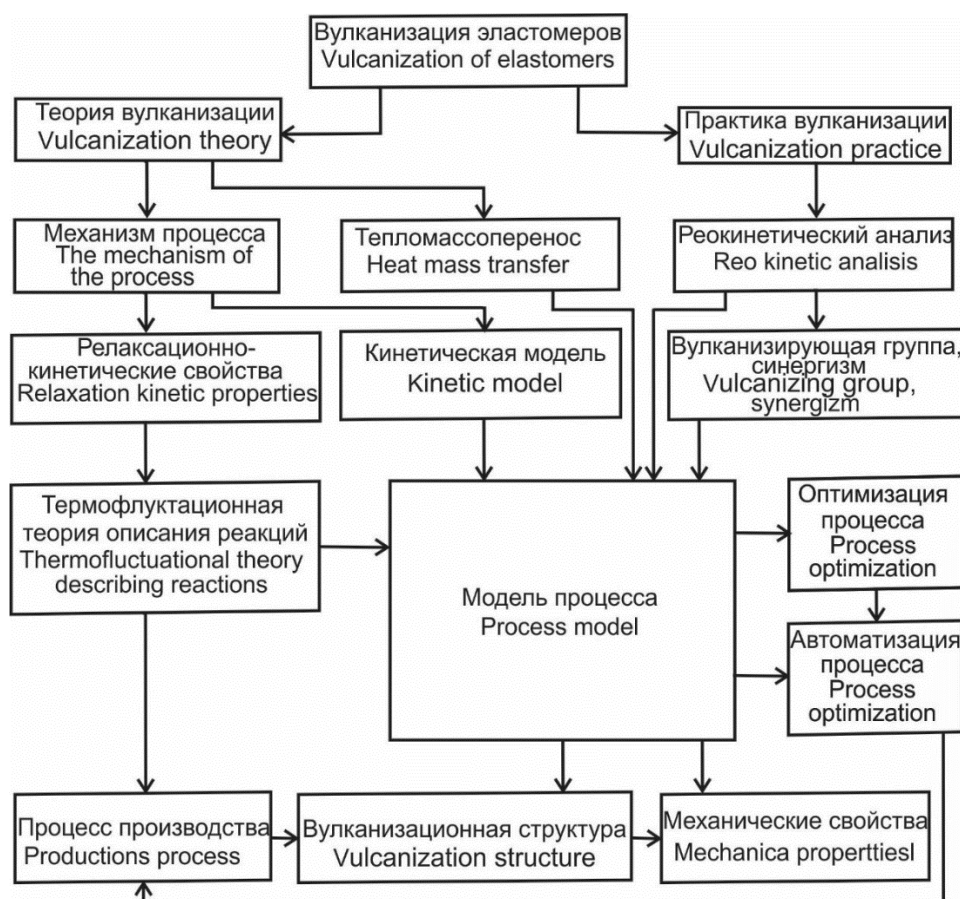 Вулканизация эластомеров
Vulcanization of elastomers
Теория вулканизации
Vulcanization theory
Практика вулканизации
Vulcanization practice
Механизм процесса
The mechanism of
the process
Тепломассоперенос
Heat mass transfer
Реокинетический анализ
Reo kinetic analisis
Релаксационно-
кинетические свойства
Relaxation kinetic properties
Кинетическая модель
Kinetic model
Вулканизирующая группа,
синергизм
Vulcanizing group,
synergizm
Термофлуктационная
теория описания реакций
Thermofluctuational theory
describing reactions
Модель процесса
Process model
Оптимизация
процесса
Process
optimization
Автоматизация
процесса
Process
optimization
Процесс производства
Productions process
Вулканизационная структура
Vulcanization structure
Механические свойства
Mechanica properttiesl